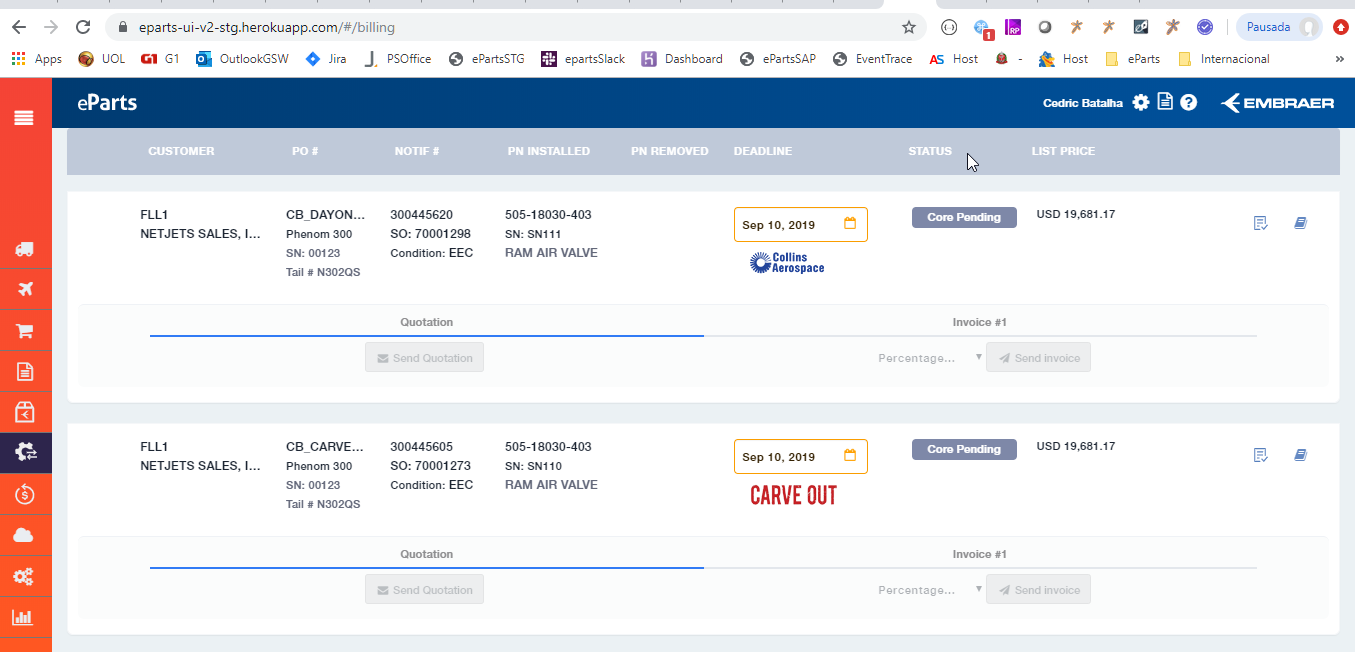 eparts-ui-v2-stg.herokuapp.com/#/billing
1
RP
Pausada
Apps
UOL
G1 G1
OutlookGSW
Jira
PSOffice
ePartsSTG
epartsSlack
Dashboard
ePartsSAP
EventTrace
AS Host
-
Host
eParts
Internacional
»
eParts
Cedric Batalha
EMBRAER
CUSTOMER PO # NOTIF # PN INSTALLED PN REMOVED DEADLINE STATUS LIST PRICE
FLL1 CB_DAYON... 300445620 505-18030-403 Sep 10, 2019 Core Pending USD 19,681.17
NETJETS SALES, I... Phenom 300 SO: 70001298 SN: SN111
SN: 00123 Condition: EEC RAM AIR VALVE Collins Aerospace
Tail # N302QS
Quotation Invoice #1
Send Quotation Percentage... Send invoice
FLL1 CB_CARVE... 300445605 505-18030-403 Sep 10, 2019 Core Pending USD 19,681.17
NETJETS SALES, I... Phenom 300 SO: 70001273 SN: SN110
SN: 00123 Condition: EEC RAM AIR VALVE CARVE OUT
Tail # N302QS
Quotation Invoice #1
Send Quotation Percentage... Send invoice